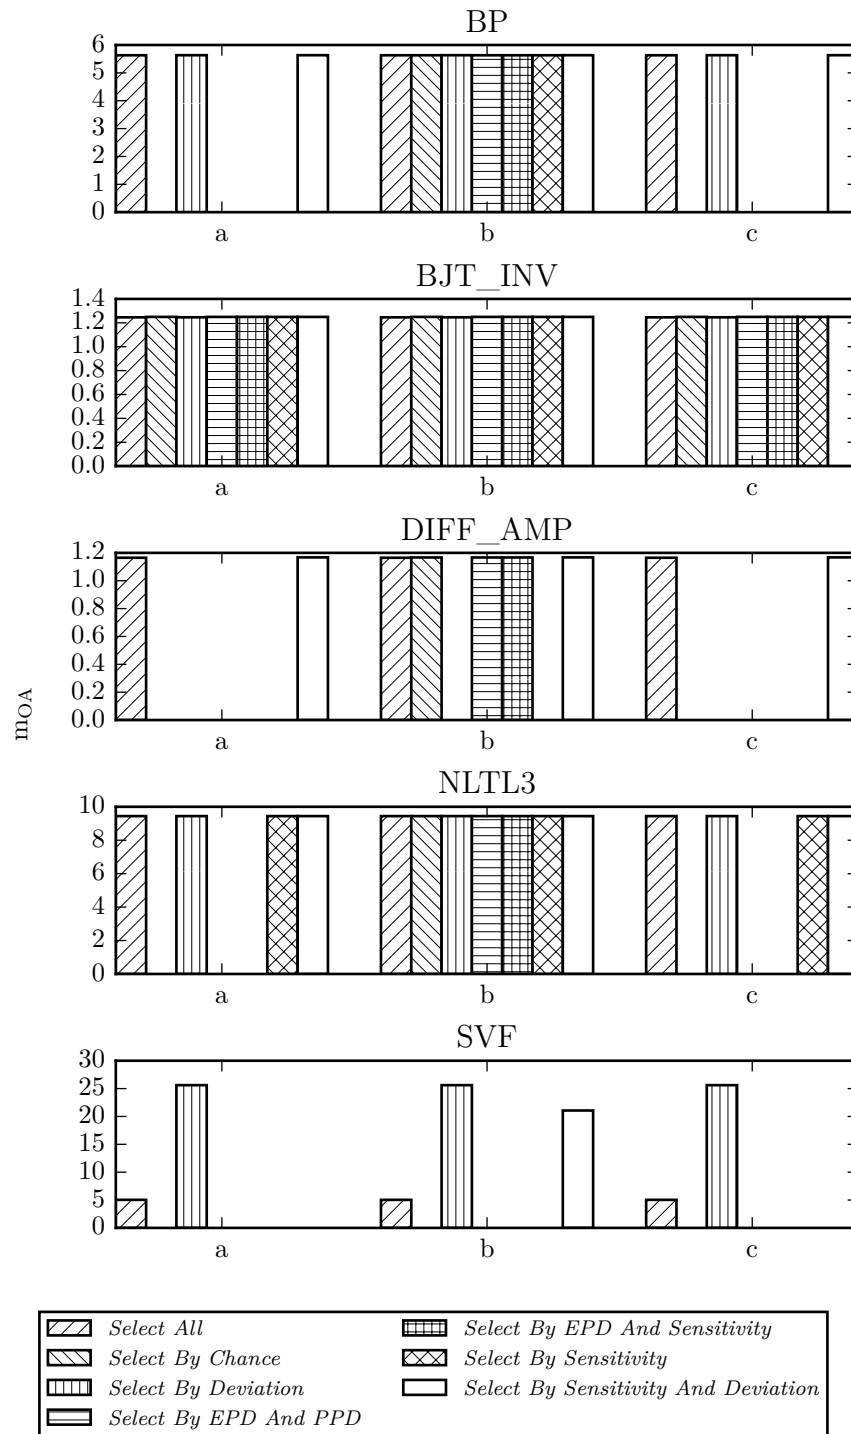 BP
6
5
4
3
2
1
0
a b c
BJT_INV
1.4
1.2
1.0
0.8
0.6
0.4
0.2
0.0
a b c
DIFF_AMP
1.2
1.0
0.8
0.6
0.4
0.2
0.0
a b c
mOA
NLTL3
10
8
6
4
2
0
a b c
SVF
30
25
20
15
10
5
0
a b c
Select All
Select By Chance
Select By Deviation
Select By EPD And PPD
Select By EPD And Sensitivity
Select By Sensitivity
Select By Sensitivity And Deviation